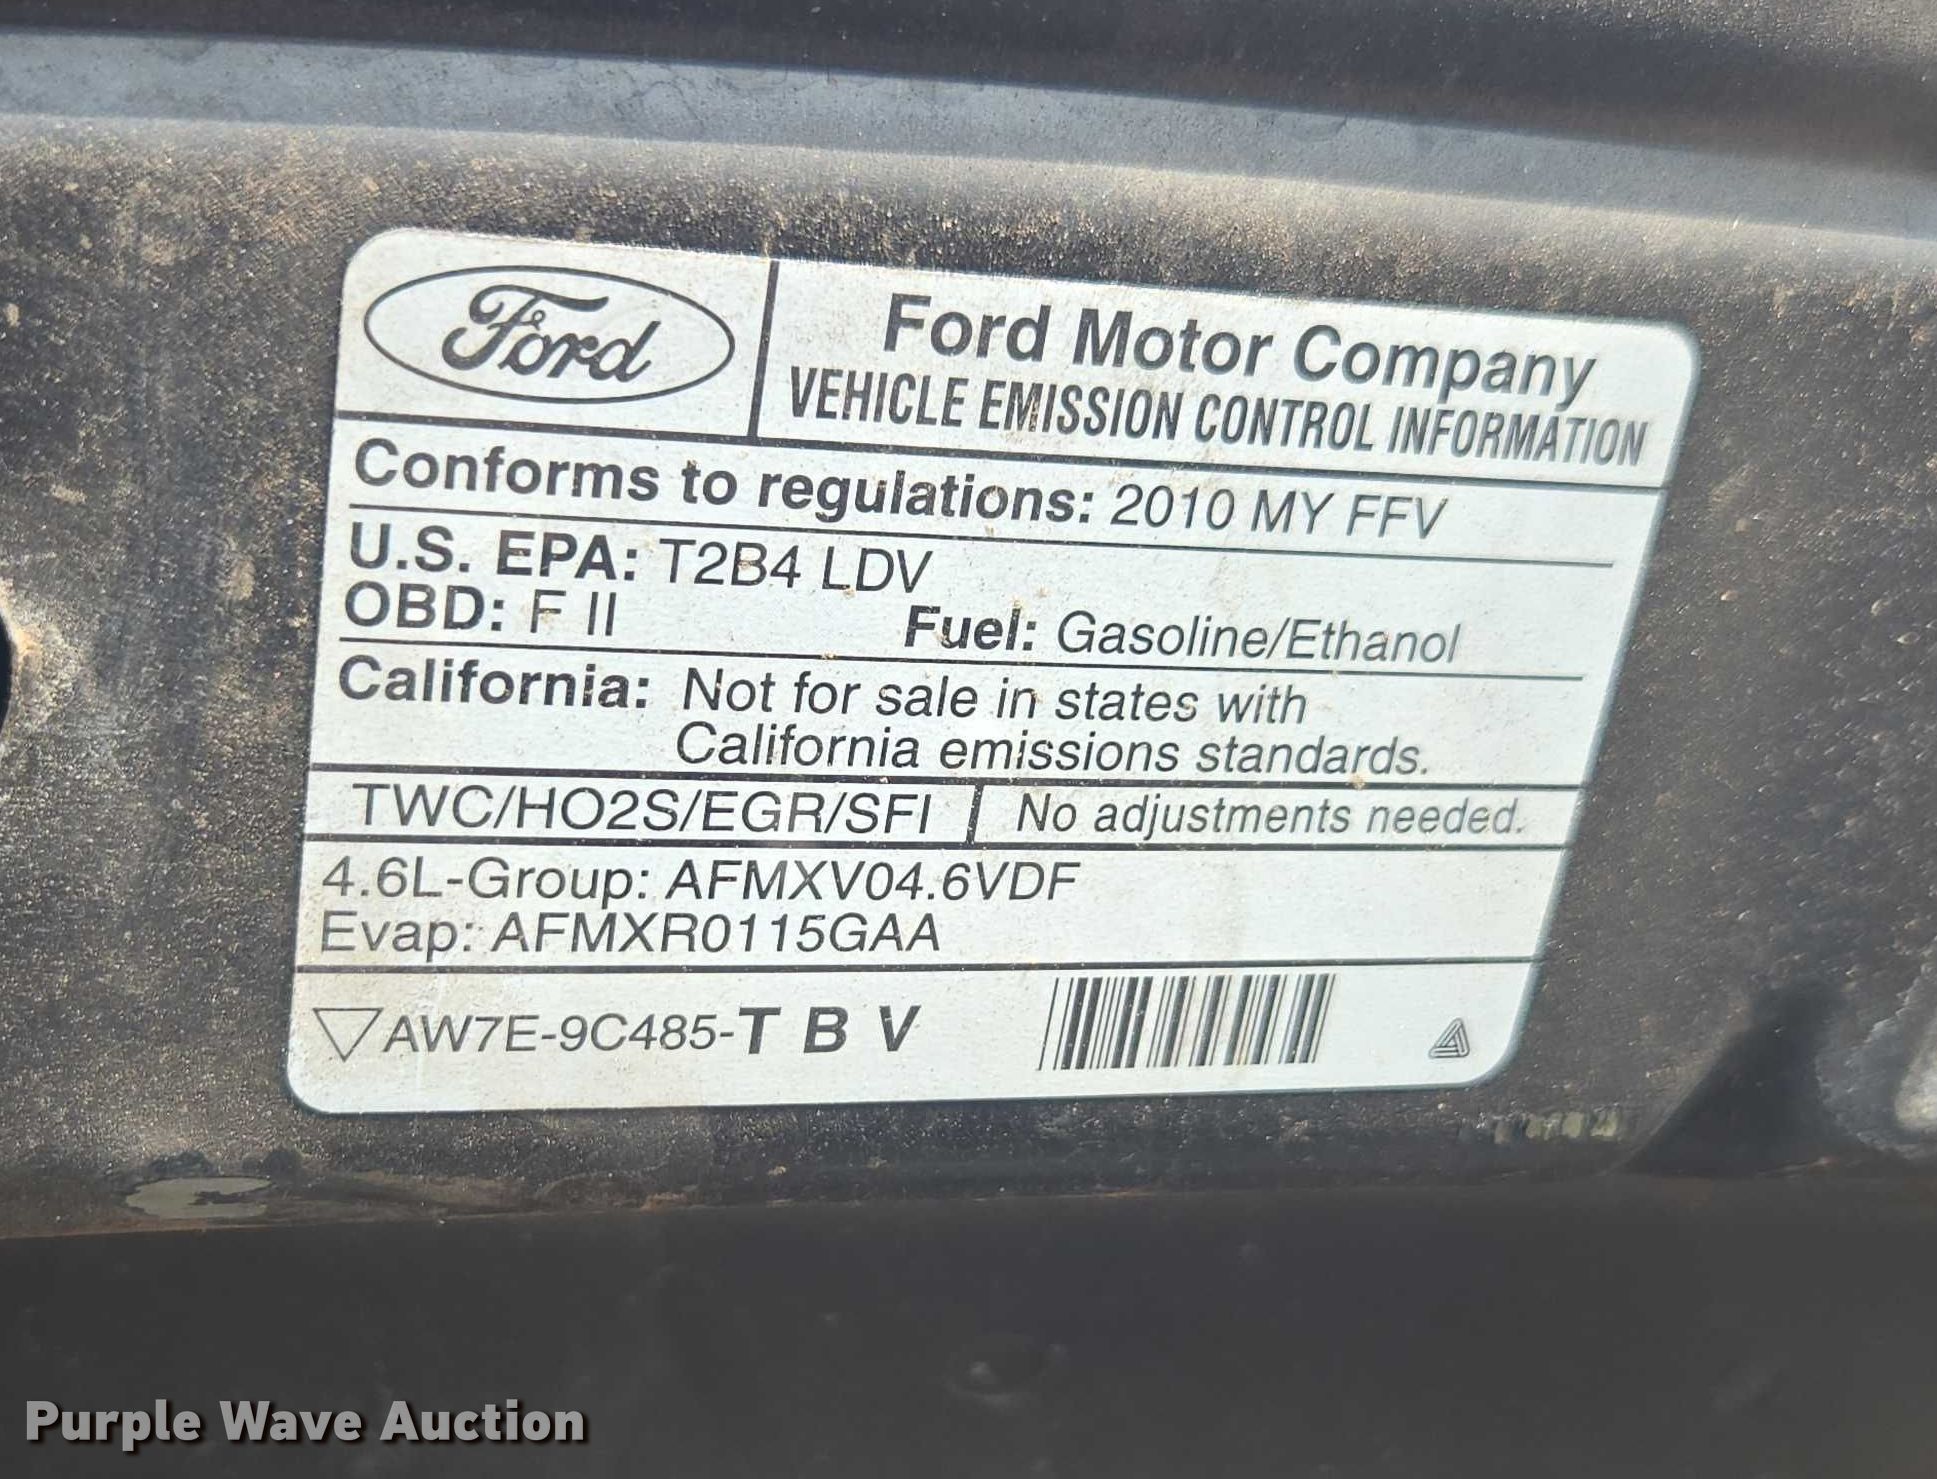 Ford
Ford Motor Company
VEHICLE EMISSION CONTROL INFORMATION
Conforms to regulations: 2010 MY FFV
U.S. EPA: T2B4 LDV
OBD: F II Fuel: Gasoline/Ethanol
California: Not for sale in states with
California emissions standards.
TWC/HO2S/EGR/SFI No adjustments needed.
4.6L-Group: AFMXV04.6VDF
Evap: AFMXR0115GAA
AW7E-9C485-T B V
Purple Wave Auction